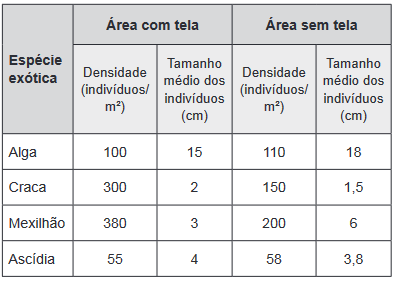 Espécie exótica
Área com tela
Área sem tela
Densidade (indivíduos/m²)
Tamanho médio dos indivíduos (cm)
Densidade (indivíduos/m²)
Tamanho médio dos indivíduos (cm)
Alga 100 15 110 18
Craca 300 2 150 1,5
Mexilhão 380 3 200 6
Ascídia 55 4 58 3,8